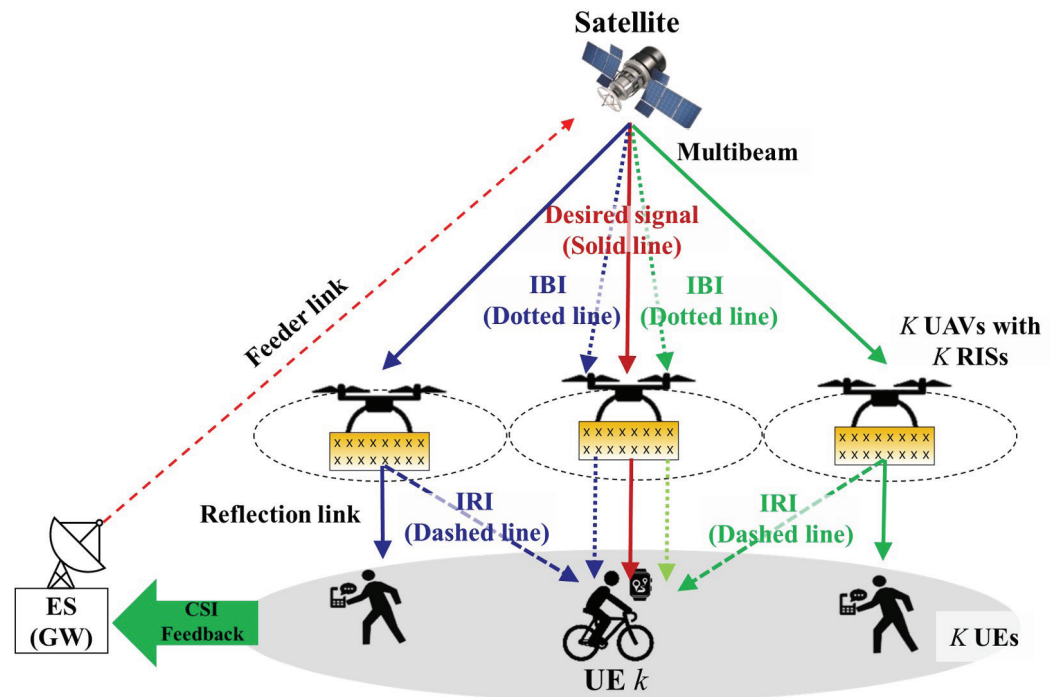 Satellite
Multibeam
Desired signal
(Solid line)
IBI
(Dotted line)
IBI
(Dotted line)
Feeder link
K UAVs with
K RISs
X X X X X X X X
X X X X X X X X
X X X X X X X X
X X X X X X X X
X X X X X X X X
X X X X X X X X
Reflection link
IRI
(Dashed line)
IRI
(Dashed line)
ES
(GW)
CSI
Feedback
K UEs
UE k